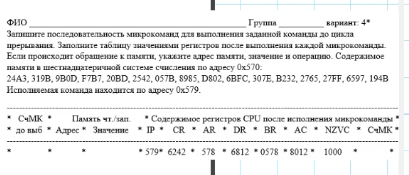 ФИО ______________________________ Группа __________ вариант: 4*
Запишите последовательность микрокоманд для выполнения заданной команды до цикла
прерывания. Заполните таблицу значениями регистров после выполнения каждой микрокоманды.
Если происходит обращение к памяти, укажите адрес памяти, значение и операцию. Содержимое
памяти в шестнадцатеричной системе счисления по адресу 0x570:
24A3, 319B, 9B0D, F7B7, 20BD, 2542, 057B, 8985, D802, 6BFC, 307E, B232, 2765, 27FF, 6597, 194B
Исполняемая команда находится по адресу 0x579.
* СчМК * Память чт./зап. * Содержимое регистров CPU после исполнения микрокоманды *
* до выб * Адрес * Значение * IP * CR * AR * DR * BR * AC * NZVC * СчМК *
* * * * 579* 6242 * 578 * 6812 * 0578 * 8012 * 1000 * *